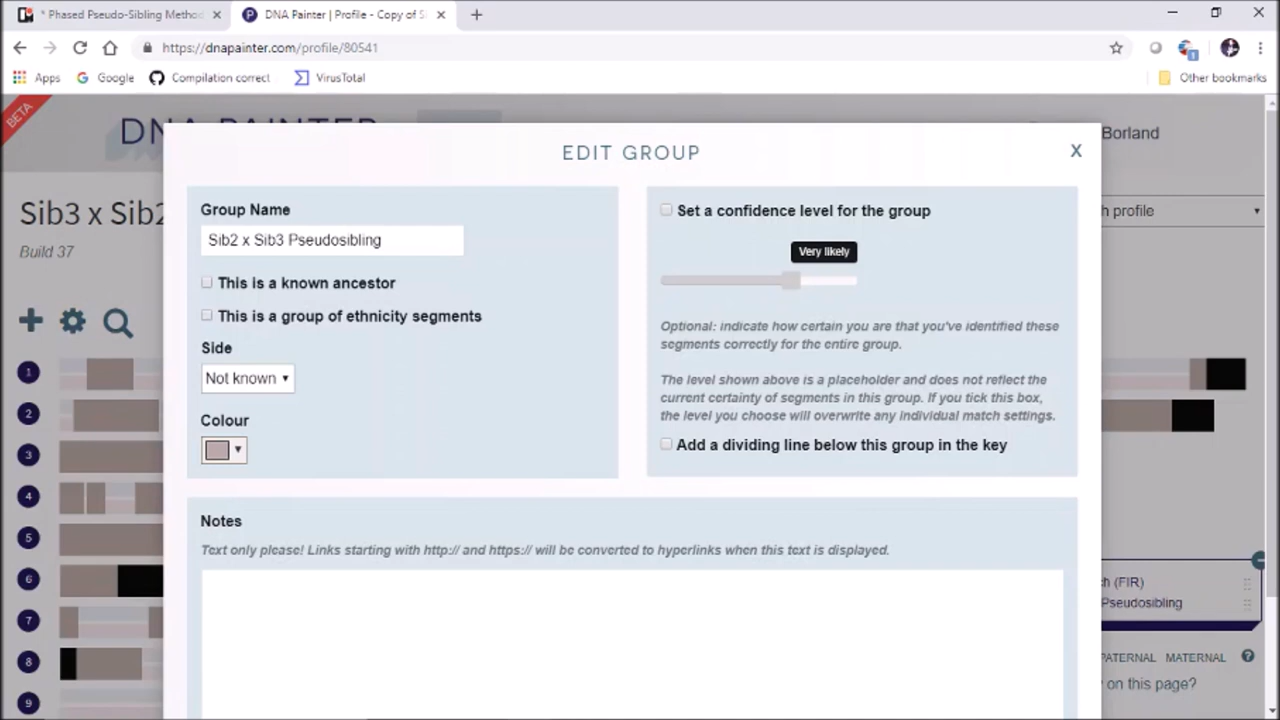 * Phased Pseudo-Sibling Method
DNA Painter | Profile - Copy of S
https://dnapainter.com/profile/80541
1
Apps
Google
Compilation correct
VirusTotal
Other bookmarks
BETA
DNA PAINTER
Borland
EDIT GROUP
X
Sib3 x Sib2
h profile
Build 37
Group Name
Sib2 x Sib3 Pseudosibling
This is a known ancestor
This is a group of ethnicity segments
Side
Not known
Colour
Set a confidence level for the group
Very likely
Optional: indicate how certain you are that you've identified these
segments correctly for the entire group.
The level shown above is a placeholder and does not reflect the
current certainty of segments in this group. If you tick this box,
the level you choose will overwrite any individual match settings.
Add a dividing line below this group in the key
Notes
Text only please! Links starting with http:// and https:// will be converted to hyperlinks when this text is displayed.
1
2
3
4
5
6
7
8
9
ch (FIR)
Pseudosibling
PATERNAL MATERNAL ?
on this page?